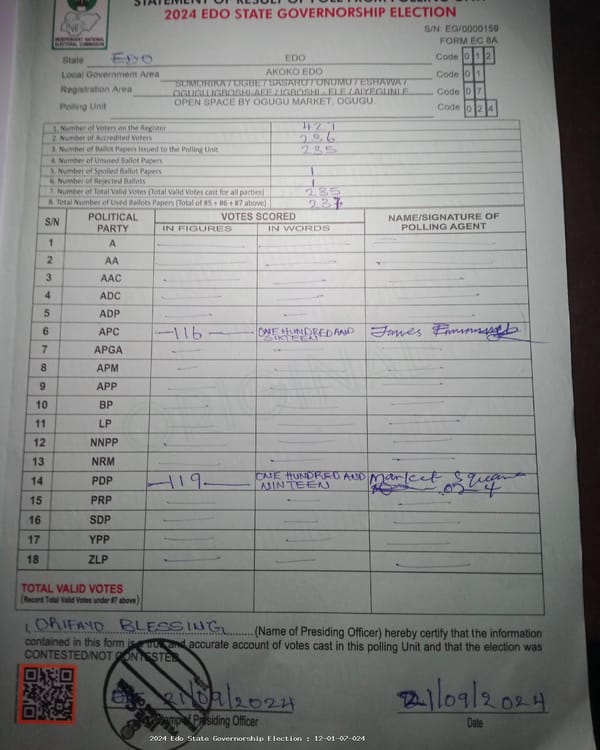 STATEMENT OF RESULT OF POLL FROM POLLING UNIT
2024 EDO STATE GOVERNORSHIP ELECTION
S/N: EG/0000159
FORM EC 8A
INEC
INDEPENDENT NATIONAL
ELECTORAL COMMISSION
State EDO EDO Code 0 1 2
Local Government Area AKOKO EDO Code 0 1
Registration Area SOMORIKA / OGBE / SASARO / ONUMU / ESHAWA / Code 0 7
OGUGU,IGBOSHI-AFE / IGBOSHI - ELE / AIYEGUNLE
Polling Unit OPEN SPACE BY OGUGU MARKET, OGUGU. Code 0 2 4
1. Number of Voters on the Register 427
2. Number of Accredited Voters 236
3. Number of Ballot Papers Issued to the Polling Unit
4. Number of Unused Ballot Papers
5. Number of Spoiled Ballot Papers 1
6. Number of Rejected Ballots 1
7. Number of Total Valid Votes (Total Valid Votes cast for all parties) 235
8. Total Number of Used Ballots Papers (Total of #5 + #6 + #7 above) 237
S/N POLITICAL PARTY VOTES SCORED NAME/SIGNATURE OF POLLING AGENT
IN FIGURES IN WORDS
1 A
2 AA
3 AAC
4 ADC
5 ADP
6 APC 116 ONE HUNDRED AND SIXTEEN James
7 APGA
8 APM
9 APP
10 BP
11 LP
12 NNPP
13 NRM
14 PDP 119 ONE HUNDRED AND NINTEEN Market Square
15 PRP
16 SDP
17 YPP
18 ZLP
TOTAL VALID VOTES
(Record Total Valid Votes under #7 above)
I, ORIFAYO BLESSING (Name of Presiding Officer) hereby certify that the information
contained in this form is a true and accurate account of votes cast in this polling Unit and that the election was
CONTESTED/NOT CONTESTED
21/09/2024 21/09/2024
Stamp of Presiding Officer Date
2024 Edo State Governorship Election : 12-01-07-024